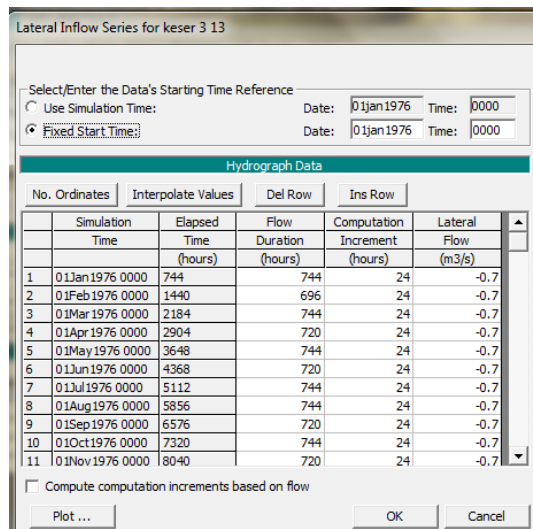 Lateral Inflow Series for keser 3 13
Select/Enter the Data's Starting Time Reference
Use Simulation Time: Date: 01jan1976 Time: 0000
Fixed Start Time: Date: 01jan1976 Time: 0000
Hydrograph Data
No. Ordinates Interpolate Values Del Row Ins Row
Simulation Elapsed Flow Computation Lateral
Time Time Duration Increment Flow
(hours) (hours) (hours) (m3/s)
1 01Jan1976 0000 744 744 24 -0.7
2 01Feb1976 0000 1440 696 24 -0.7
3 01Mar1976 0000 2184 744 24 -0.7
4 01Apr1976 0000 2904 720 24 -0.7
5 01May1976 0000 3648 744 24 -0.7
6 01Jun1976 0000 4368 720 24 -0.7
7 01Jul1976 0000 5112 744 24 -0.7
8 01Aug1976 0000 5856 744 24 -0.7
9 01Sep1976 0000 6576 720 24 -0.7
10 01Oct1976 0000 7320 744 24 -0.7
11 01Nov1976 0000 8040 720 24 -0.7
Compute computation increments based on flow
Plot ... OK Cancel